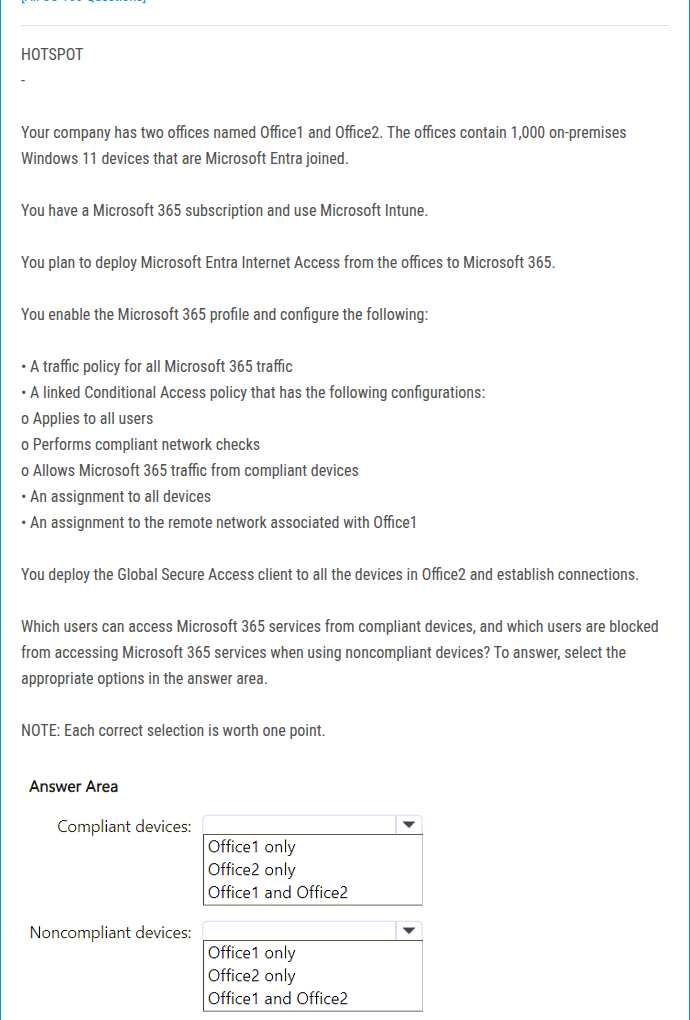 HOTSPOT
-
Your company has two offices named Office1 and Office2. The offices contain 1,000 on-premises
Windows 11 devices that are Microsoft Entra joined.
You have a Microsoft 365 subscription and use Microsoft Intune.
You plan to deploy Microsoft Entra Internet Access from the offices to Microsoft 365.
You enable the Microsoft 365 profile and configure the following:
• A traffic policy for all Microsoft 365 traffic
• A linked Conditional Access policy that has the following configurations:
o Applies to all users
o Performs compliant network checks
o Allows Microsoft 365 traffic from compliant devices
• An assignment to all devices
• An assignment to the remote network associated with Office1
You deploy the Global Secure Access client to all the devices in Office2 and establish connections.
Which users can access Microsoft 365 services from compliant devices, and which users are blocked
from accessing Microsoft 365 services when using noncompliant devices? To answer, select the
appropriate options in the answer area.
NOTE: Each correct selection is worth one point.
Answer Area
Compliant devices:
Office1 only
Office2 only
Office1 and Office2
Noncompliant devices:
Office1 only
Office2 only
Office1 and Office2